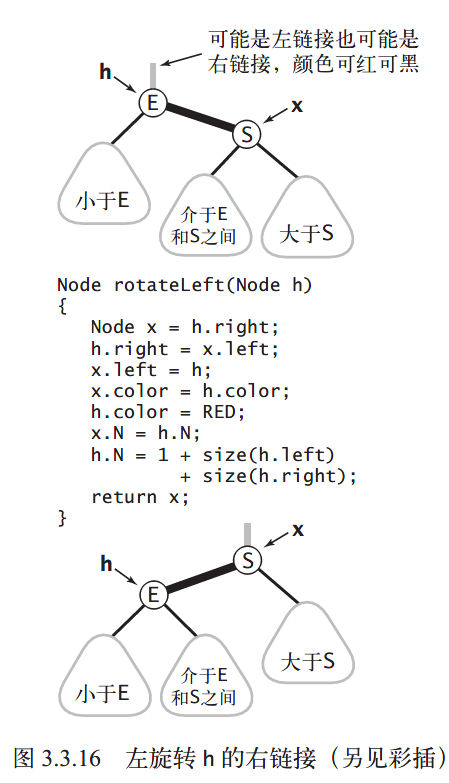 可能是左链接也可能是
右链接，颜色可红可黑
h
E
x
S
小于E
介于E
和S之间
大于S
Node rotateLeft(Node h)
{
   Node x = h.right;
   h.right = x.left;
   x.left = h;
   x.color = h.color;
   h.color = RED;
   x.N = h.N;
   h.N = 1 + size(h.left)
           + size(h.right);
   return x;
}
x
S
h
E
小于E
介于E
和S之间
大于S
图 3.3.16 左旋转 h 的右链接（另见彩插）